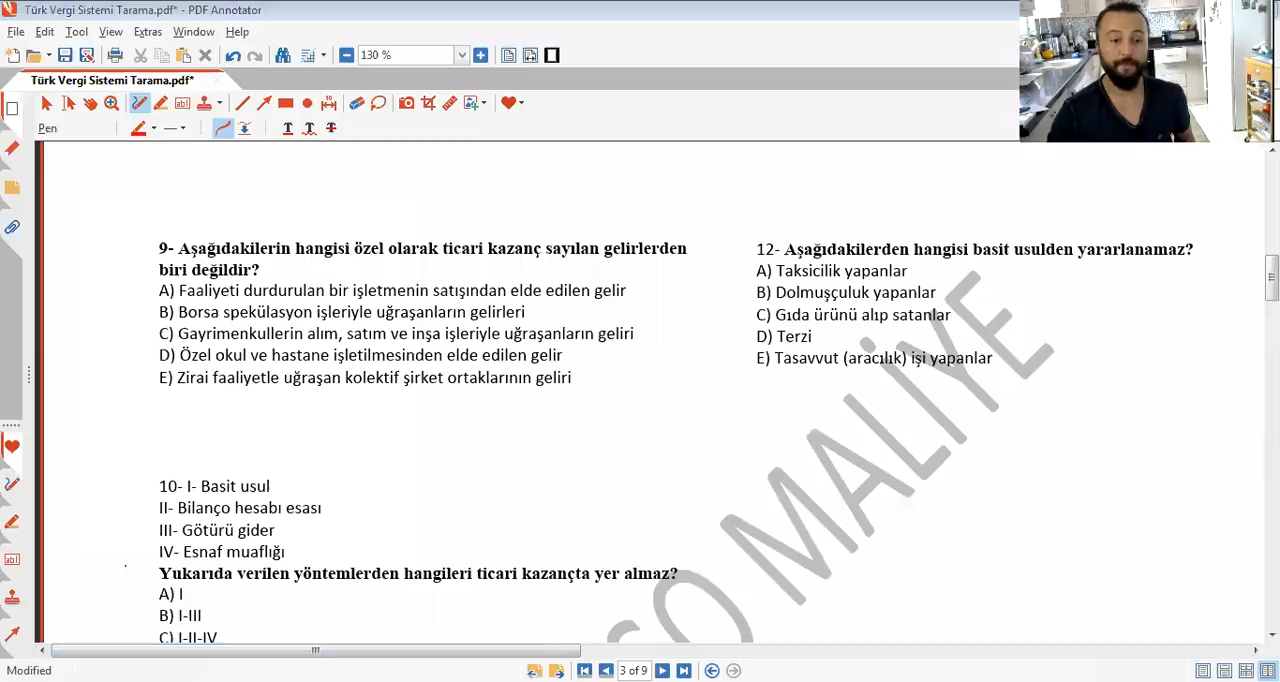 Türk Vergi Sistemi Tarama.pdf* - PDF Annotator
File Edit Tool View Extras Window Help
130 %
Türk Vergi Sistemi Tarama.pdf*
Pen
9- Aşağıdakilerin hangisi özel olarak ticari kazanç sayılan gelirlerden
biri değildir?
A) Faaliyeti durdurulan bir işletmenin satışından elde edilen gelir
B) Borsa spekülasyon işleriyle uğraşanların gelirleri
C) Gayrimenkullerin alım, satım ve inşa işleriyle uğraşanların geliri
D) Özel okul ve hastane işletilmesinden elde edilen gelir
E) Zirai faaliyetle uğraşan kolektif şirket ortaklarının geliri
10- I- Basit usul
II- Bilanço hesabı esası
III- Götürü gider
IV- Esnaf muaflığı
Yukarıda verilen yöntemlerden hangileri ticari kazançta yer almaz?
A) I
B) I-III
C) I-II-IV
12- Aşağıdakilerden hangisi basit usulden yararlanamaz?
A) Taksicilik yapanlar
B) Dolmuşçuluk yapanlar
C) Gıda ürünü alıp satanlar
D) Terzi
E) Tasavvut (aracılık) işi yapanlar
SO MALİYE
Modified
3 of 9